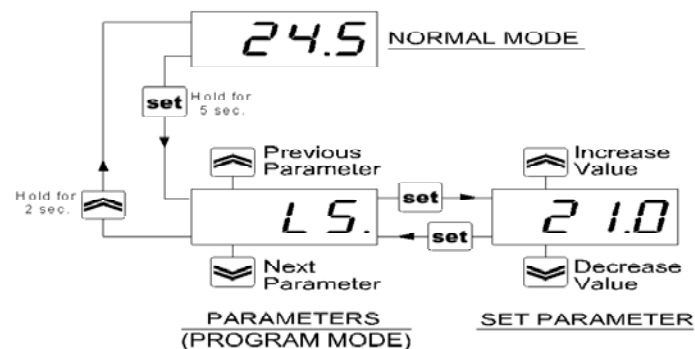 24.5
NORMAL MODE
set
Hold for
5 sec.
Previous
Parameter
Increase
Value
Hold for
2 sec.
set
LS.
21.0
set
Next
Parameter
Decrease
Value
PARAMETERS
(PROGRAM MODE)
SET PARAMETER